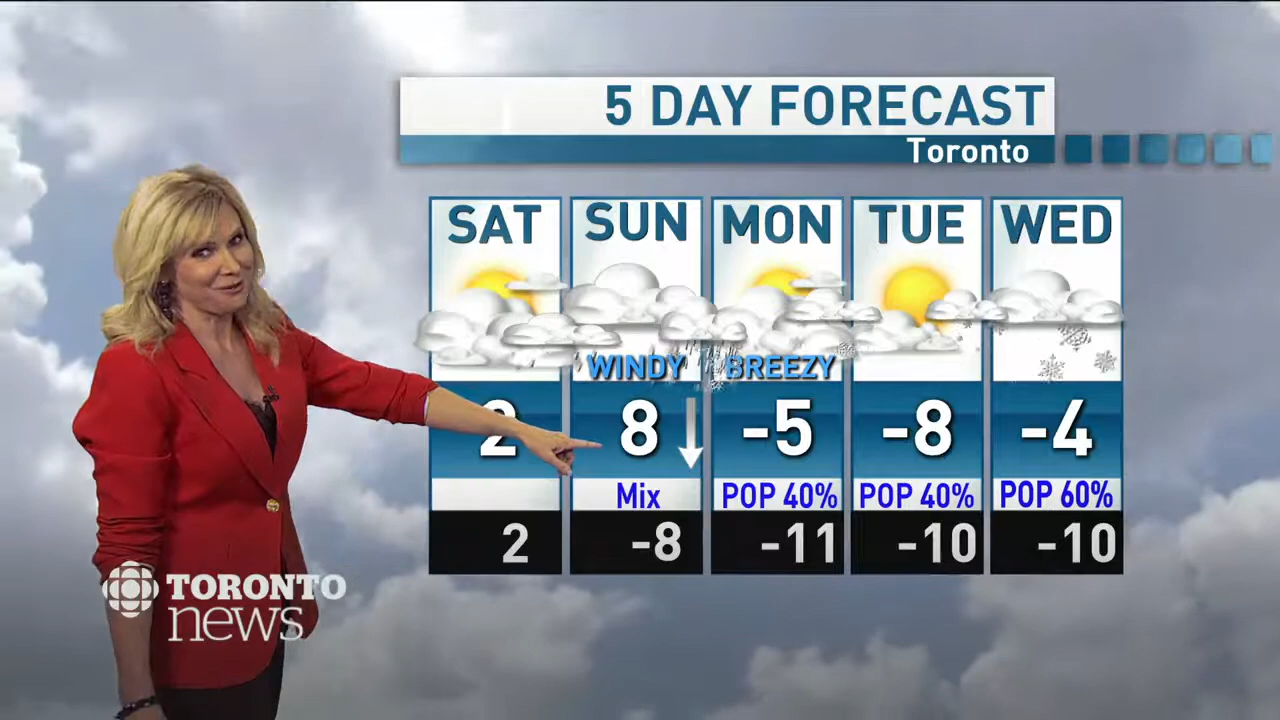 5 DAY FORECAST
Toronto
SAT SUN MON TUE WED
WINDY BREEZY
2 8 -5 -8 -4
Mix POP 40% POP 40% POP 60%
2 -8 -11 -10 -10
TORONTO
news